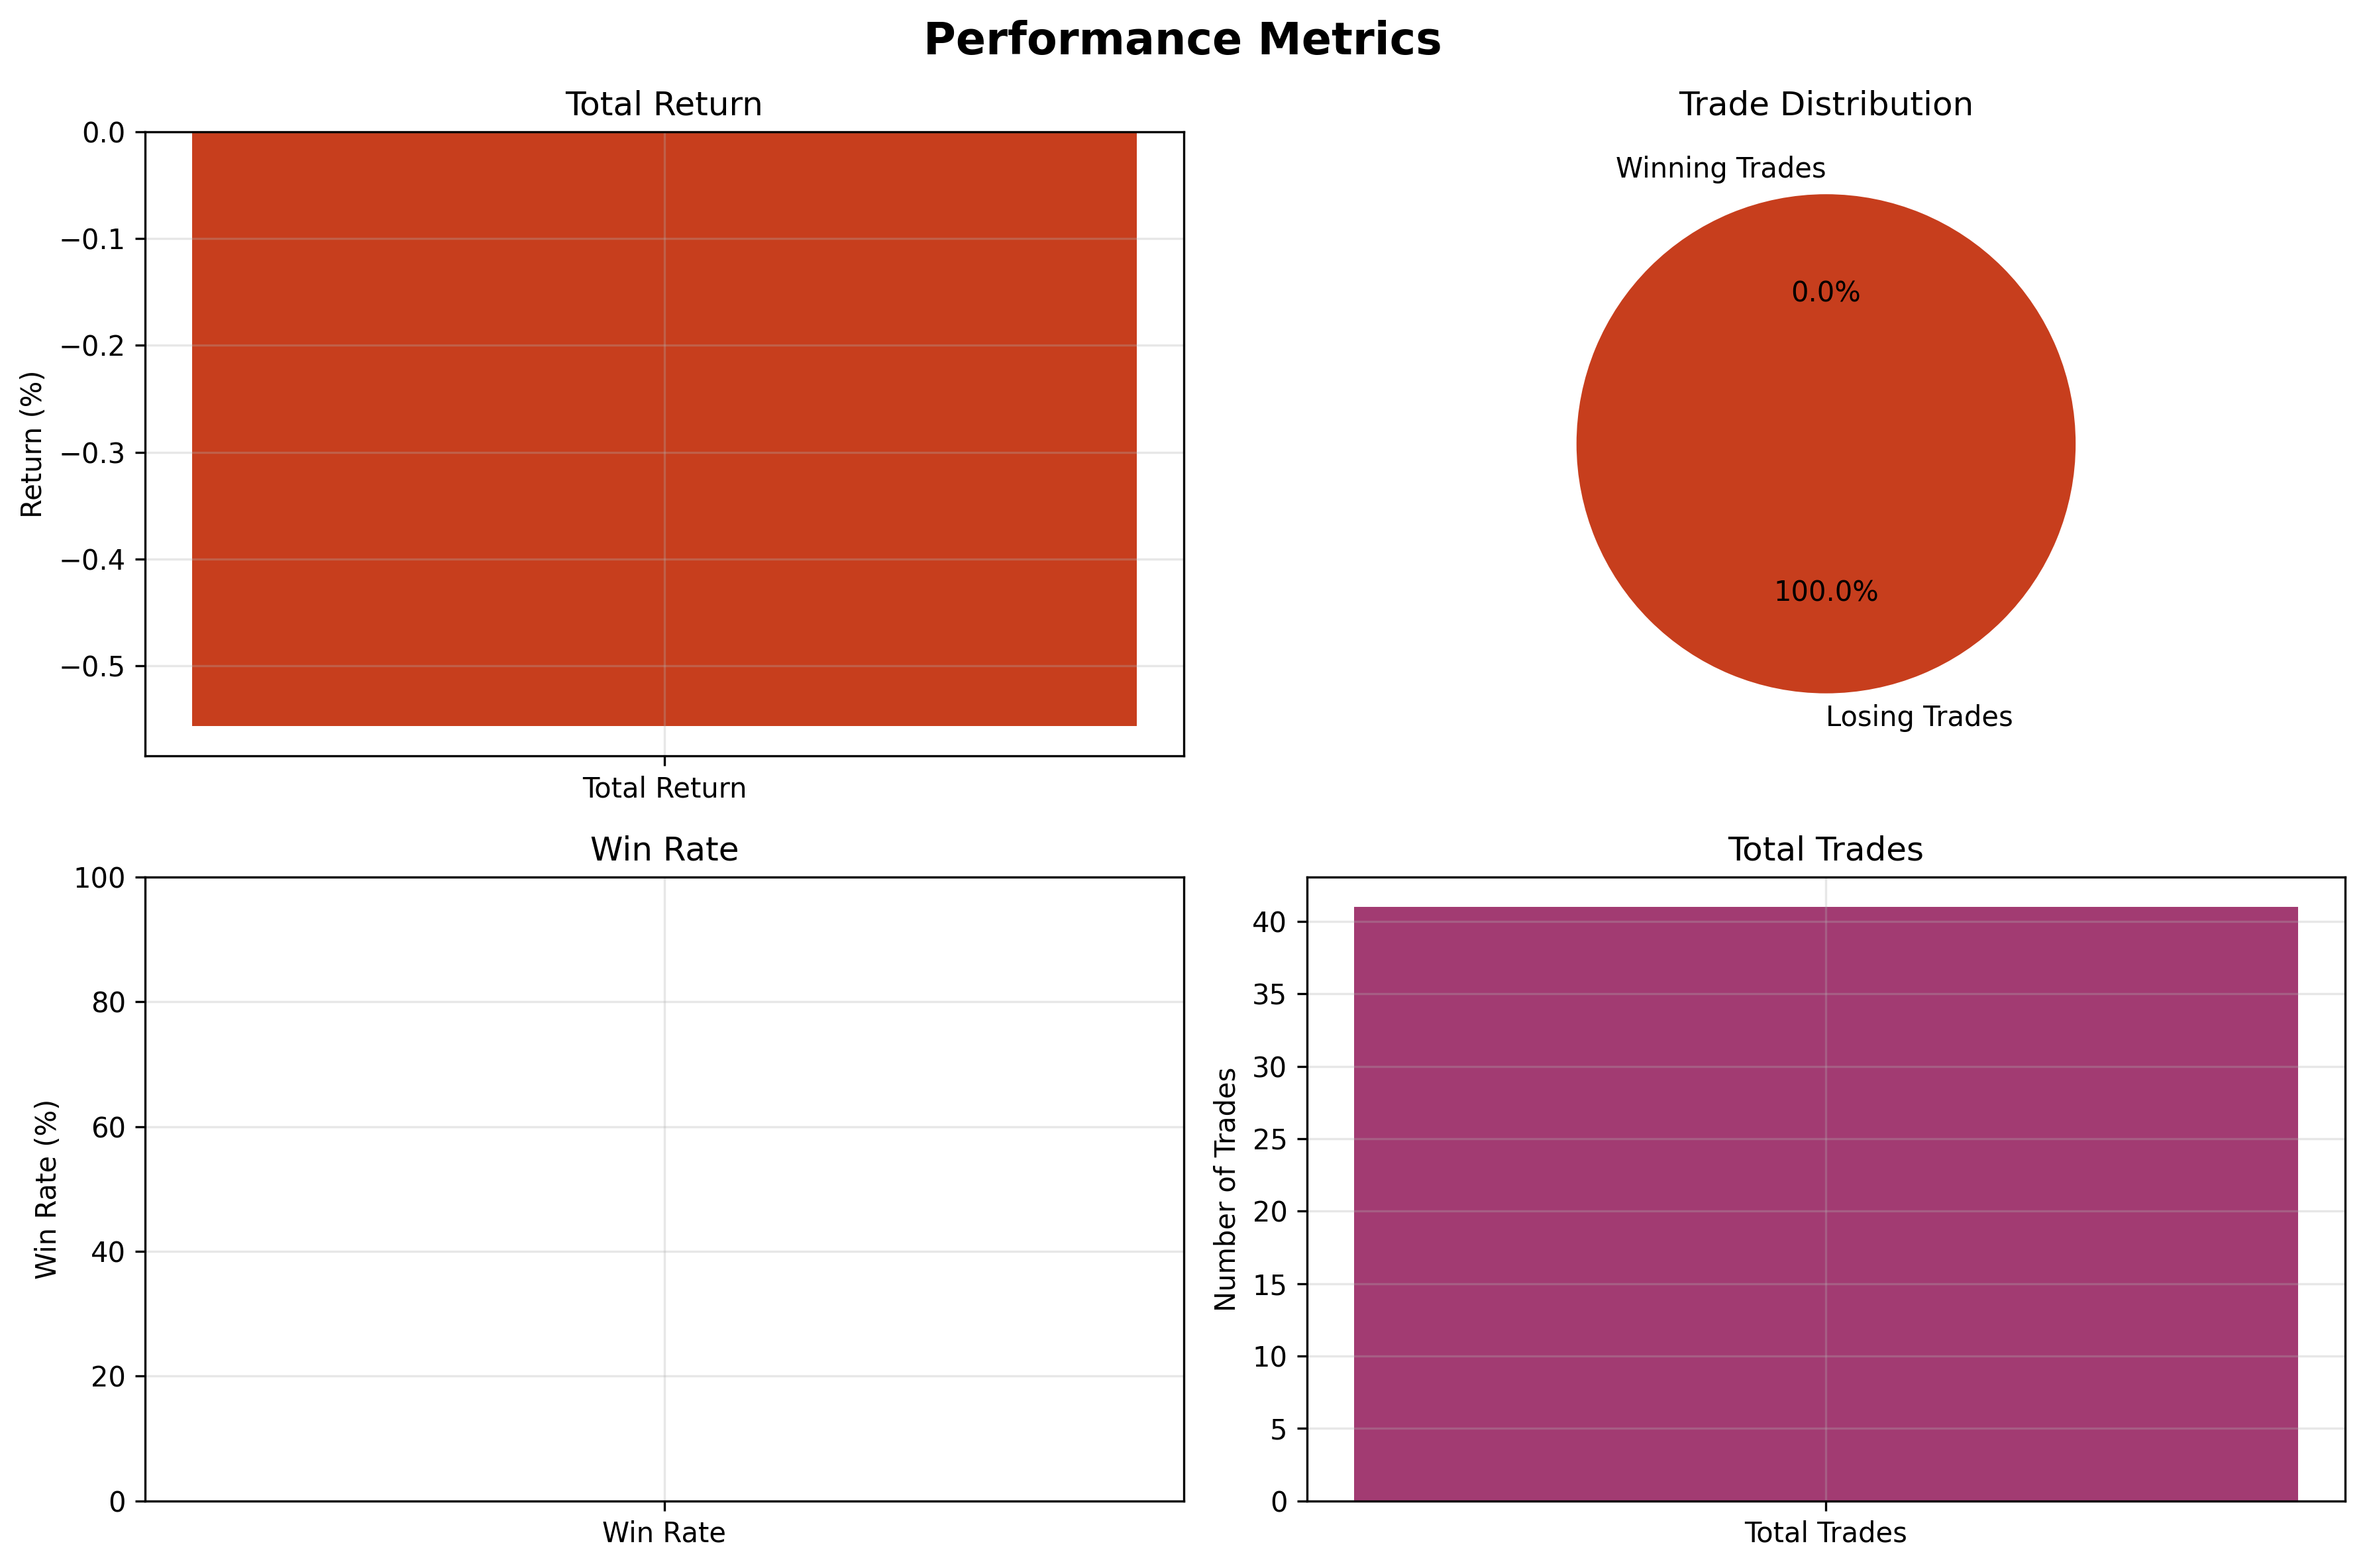 Performance Metrics
Total Return
0.0
−0.1
−0.2
−0.3
−0.4
−0.5
Return (%)
Total Return
Trade Distribution
Winning Trades
0.0%
100.0%
Losing Trades
Win Rate
100
80
60
40
20
0
Win Rate (%)
Win Rate
Total Trades
40
35
30
25
20
15
10
5
0
Number of Trades
Total Trades